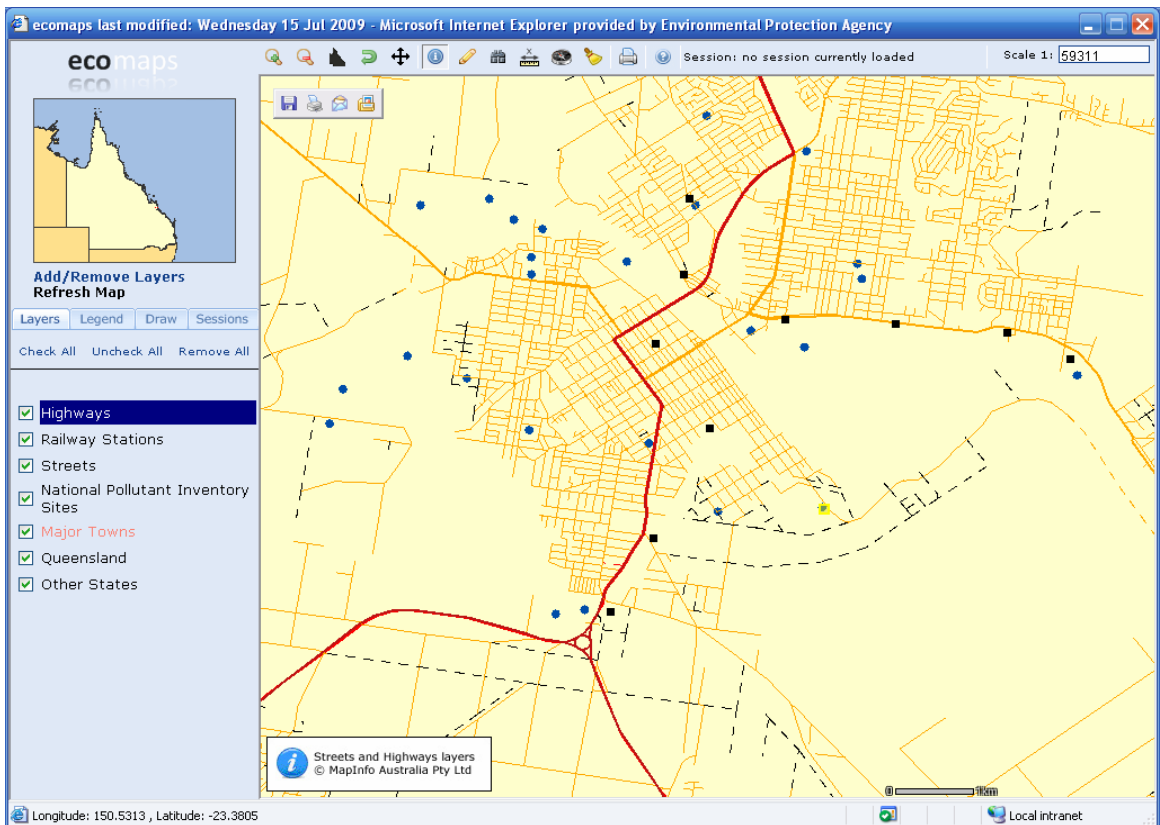 ecomaps last modified: Wednesday 15 Jul 2009 - Microsoft Internet Explorer provided by Environmental Protection Agency
ecomaps
Session: no session currently loaded
Scale 1: 59311
Add/Remove Layers
Refresh Map
Layers Legend Draw Sessions
Check All Uncheck All Remove All
Highways
Railway Stations
Streets
National Pollutant Inventory
Sites
Major Towns
Queensland
Other States
Streets and Highways layers
© MapInfo Australia Pty Ltd
0 1km
Longitude: 150.5313 , Latitude: -23.3805
Local intranet